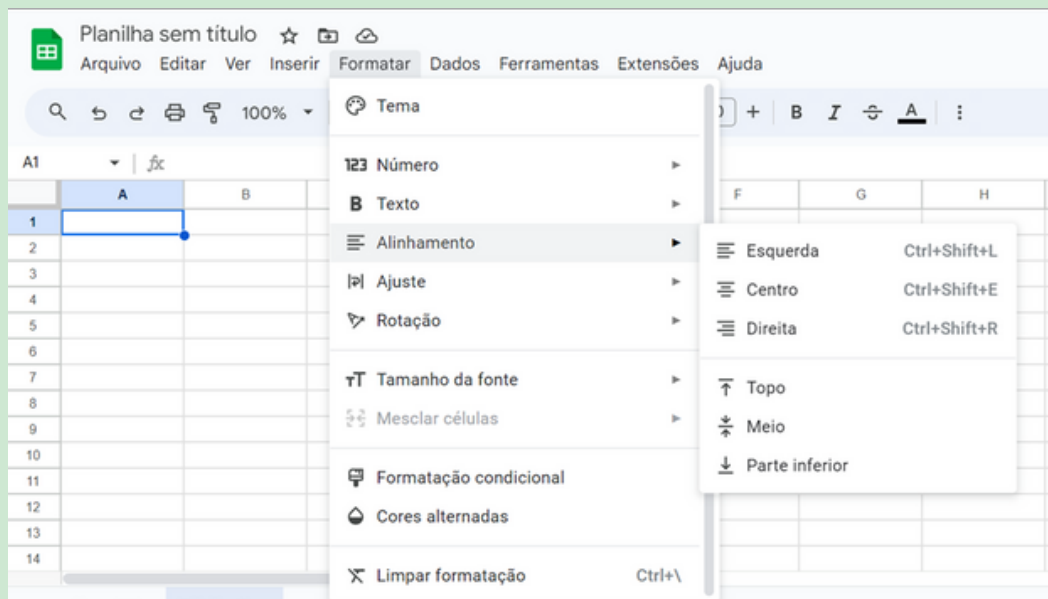 Planilha sem título
Arquivo Editar Ver Inserir Formatar Dados Ferramentas Extensões Ajuda
100%
B I A
A1 fx
A B F G H
Tema
123 Número
B Texto
Alinhamento
Ajuste
Rotação
Tamanho da fonte
Mesclar células
Formatação condicional
Cores alternadas
Limpar formatação Ctrl+\
Esquerda Ctrl+Shift+L
Centro Ctrl+Shift+E
Direita Ctrl+Shift+R
Topo
Meio
Parte inferior
1
2
3
4
5
6
7
8
9
10
11
12
13
14